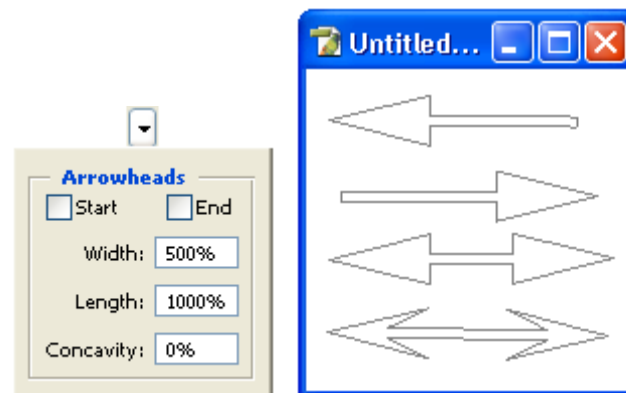 Untitled...
Arrowheads
Start End
Width: 500%
Length: 1000%
Concavity: 0%